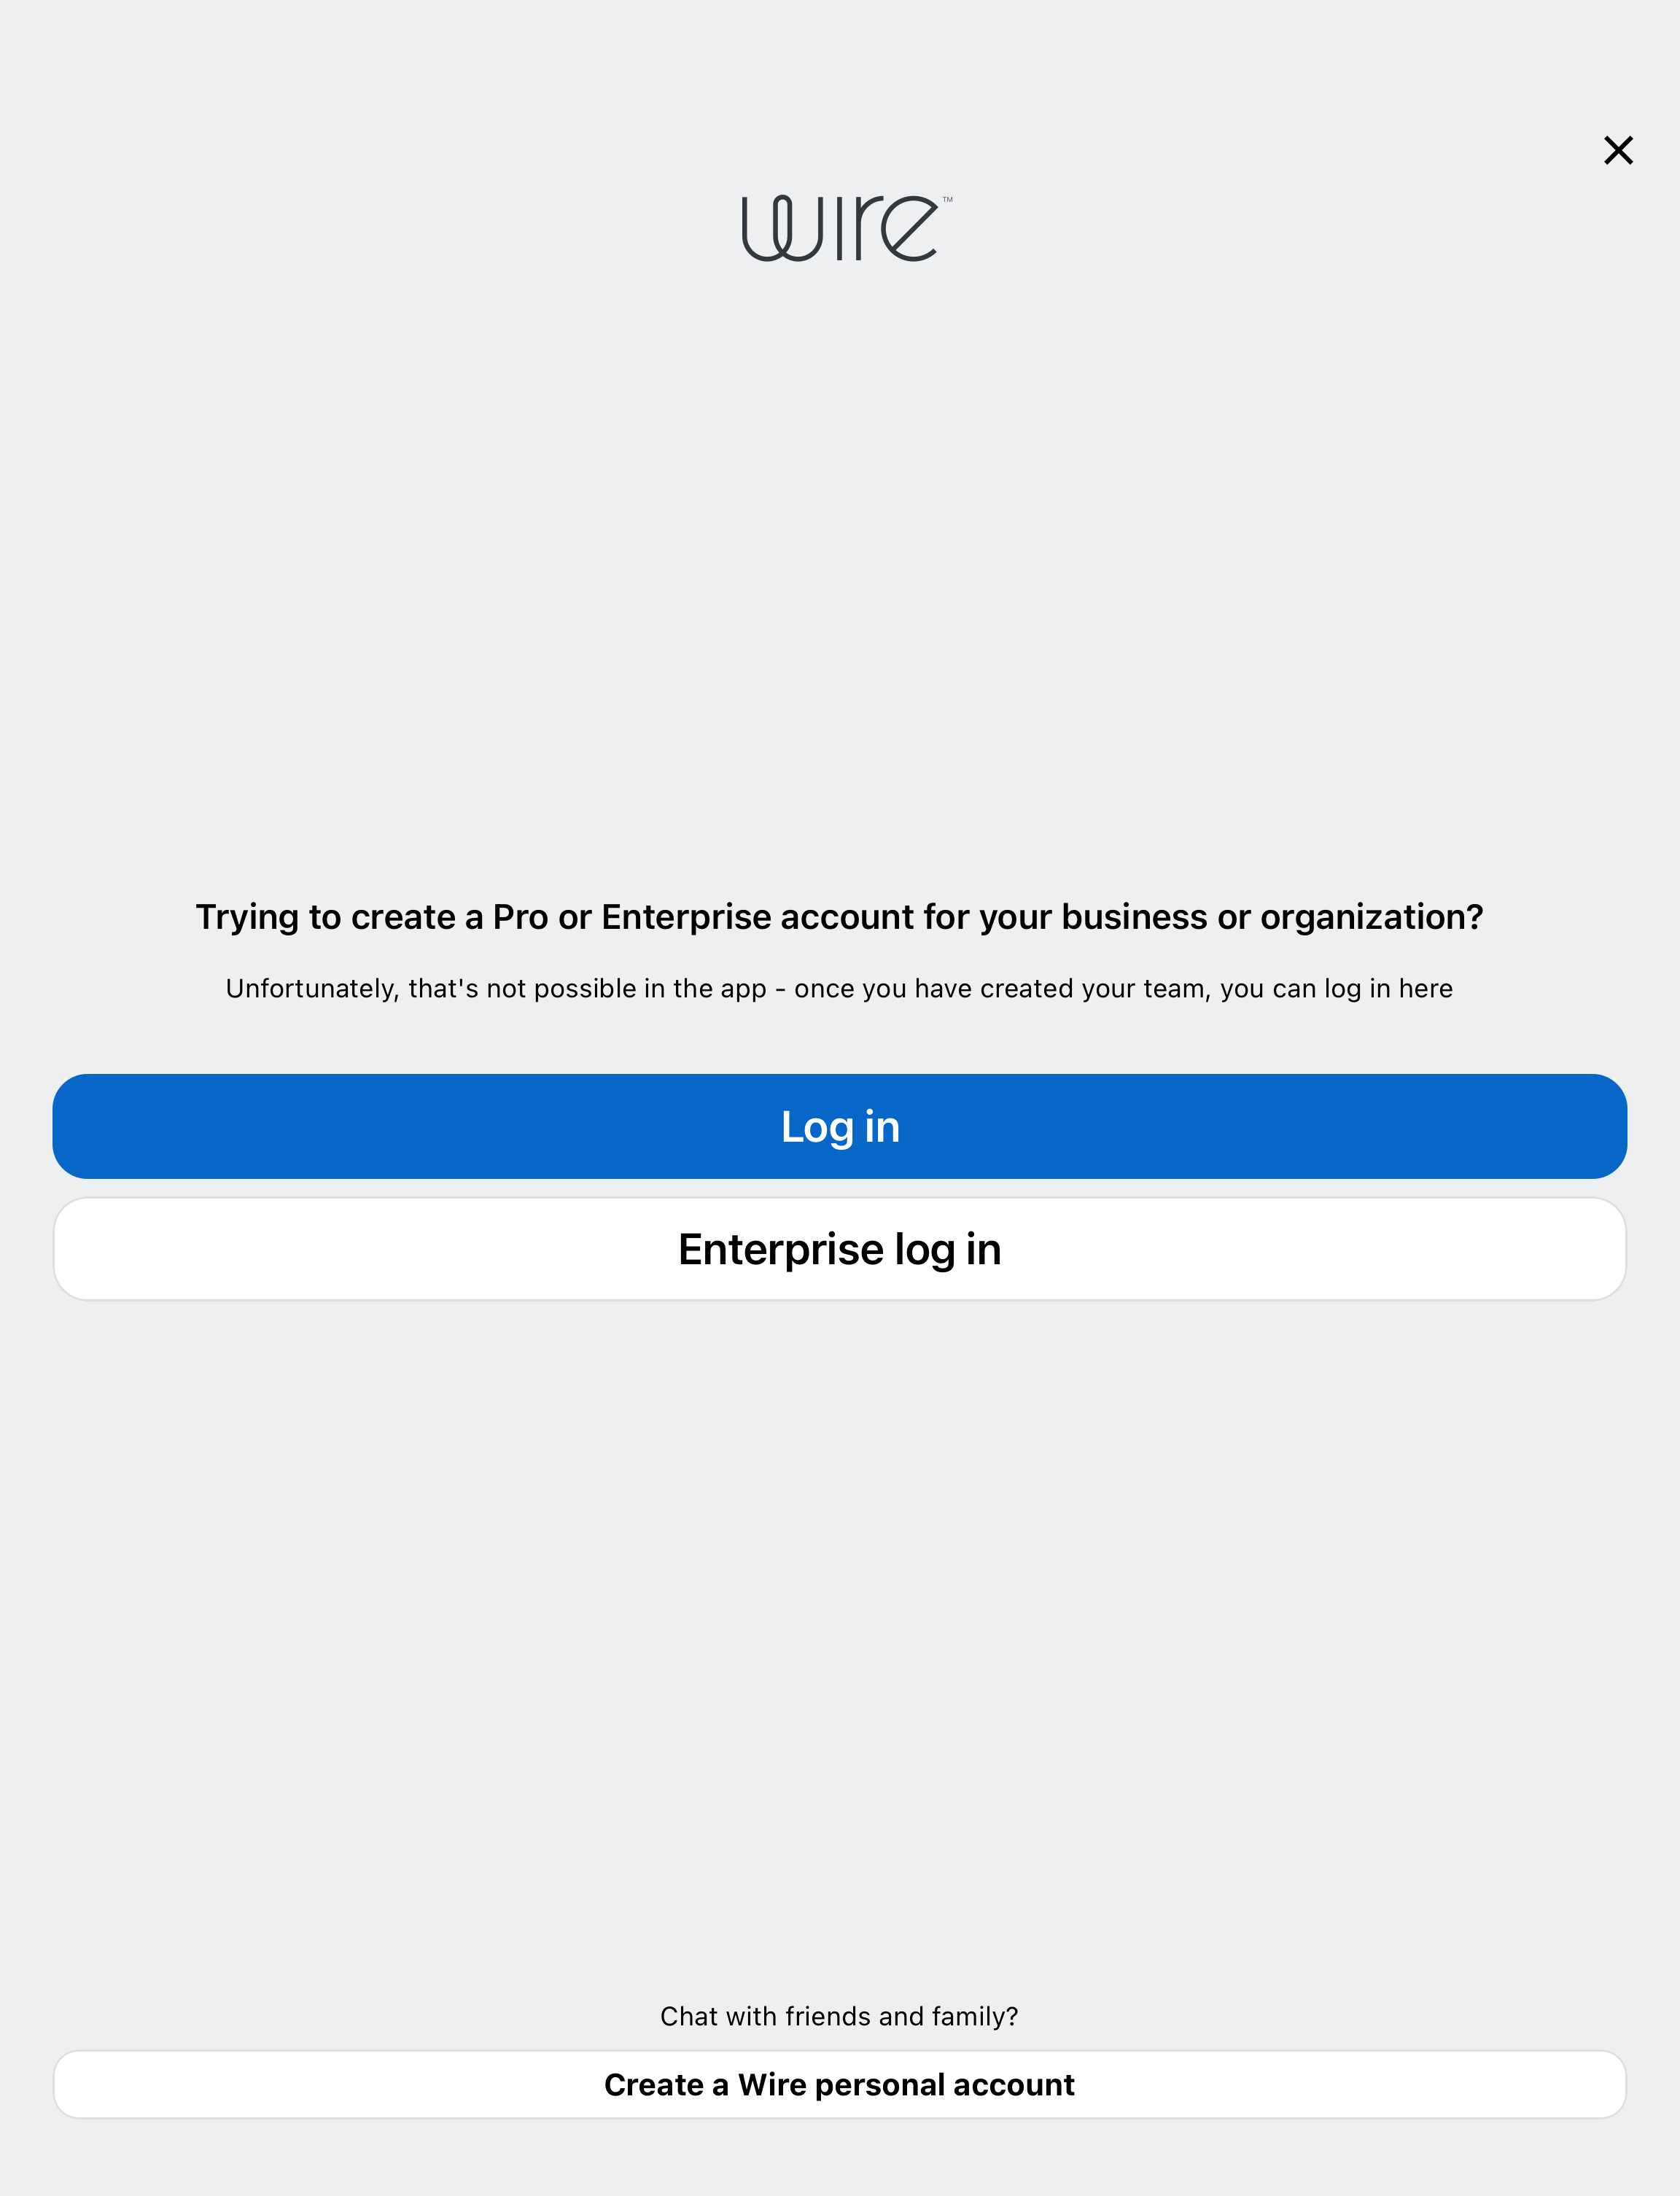 wire™
Trying to create a Pro or Enterprise account for your business or organization?
Unfortunately, that's not possible in the app - once you have created your team, you can log in here
Log in
Enterprise log in
Chat with friends and family?
Create a Wire personal account